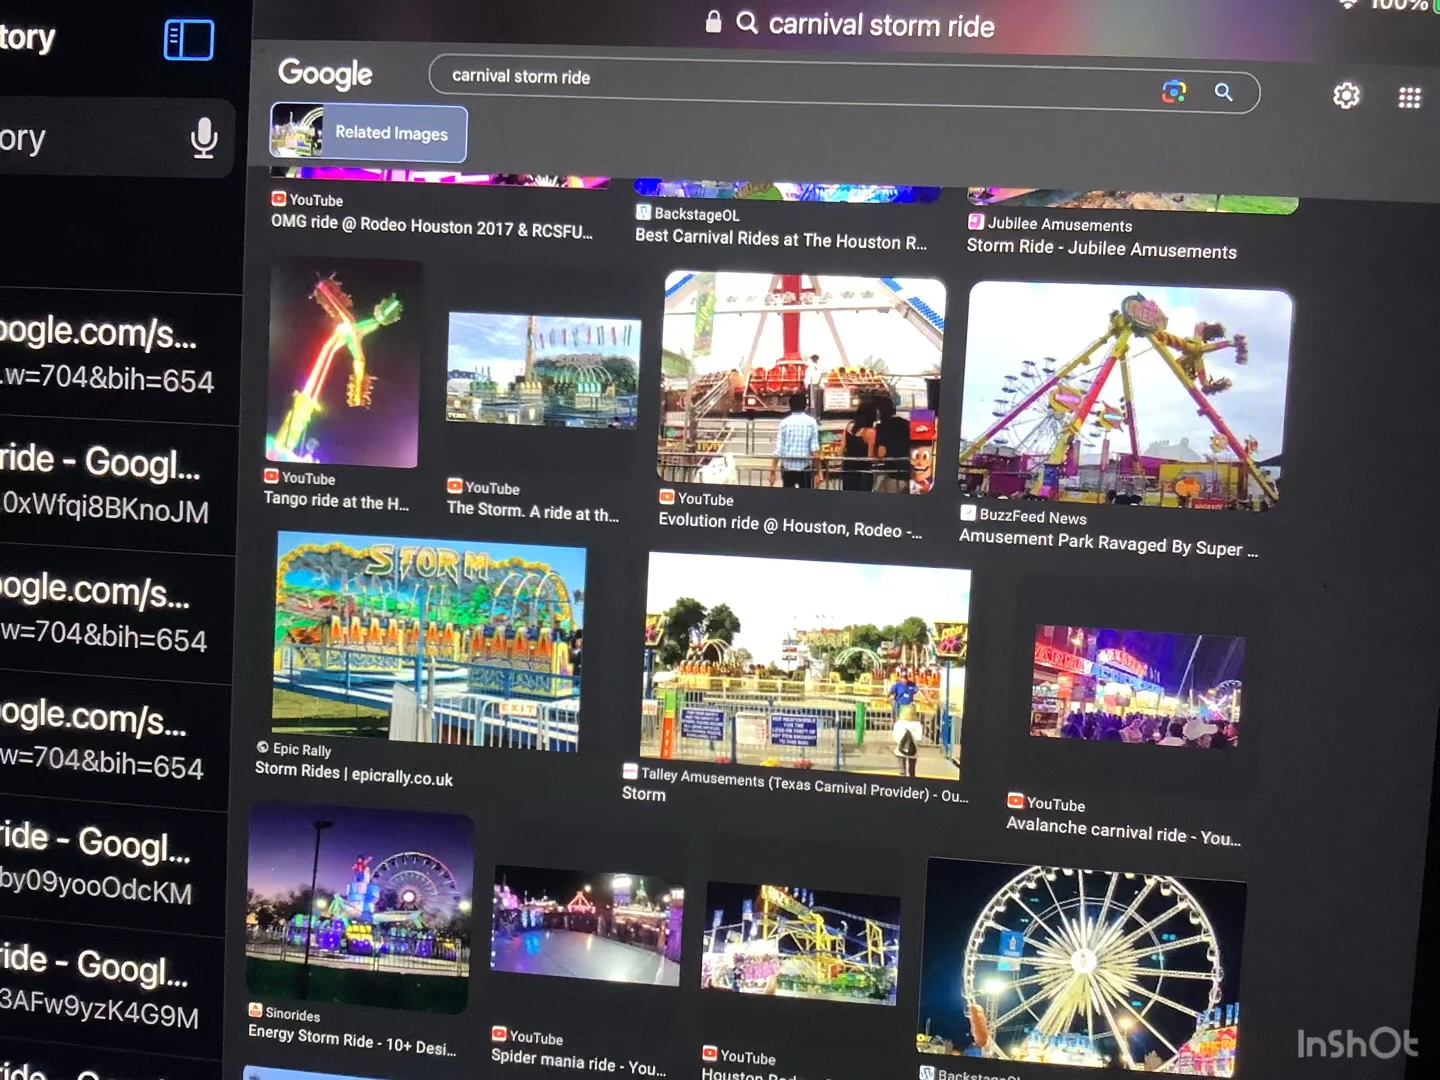 tory
carnival storm ride
100%
Google
carnival storm ride
ory
Related Images
YouTube
OMG ride @ Rodeo Houston 2017 & RCSFU...
BackstageOL
Best Carnival Rides at The Houston R...
Jubilee Amusements
Storm Ride - Jubilee Amusements
oogle.com/s...
.w=704&bih=654
YouTube
Tango ride at the H...
YouTube
The Storm. A ride at th...
YouTube
Evolution ride @ Houston, Rodeo -...
BuzzFeed News
Amusement Park Ravaged By Super ...
ride - Googl...
0xWfqi8BKnoJM
STORM
EXIT
oogle.com/s...
w=704&bih=654
Epic Rally
Storm Rides | epicrally.co.uk
Talley Amusements (Texas Carnival Provider) - Ou...
Storm
YouTube
Avalanche carnival ride - You...
oogle.com/s...
w=704&bih=654
ride - Googl...
by09yooOdcKM
Sinorides
Energy Storm Ride - 10+ Desi...
YouTube
Spider mania ride - You...
YouTube
BackstageOL
ride - Googl...
3AFw9yzK4G9M
InShOt